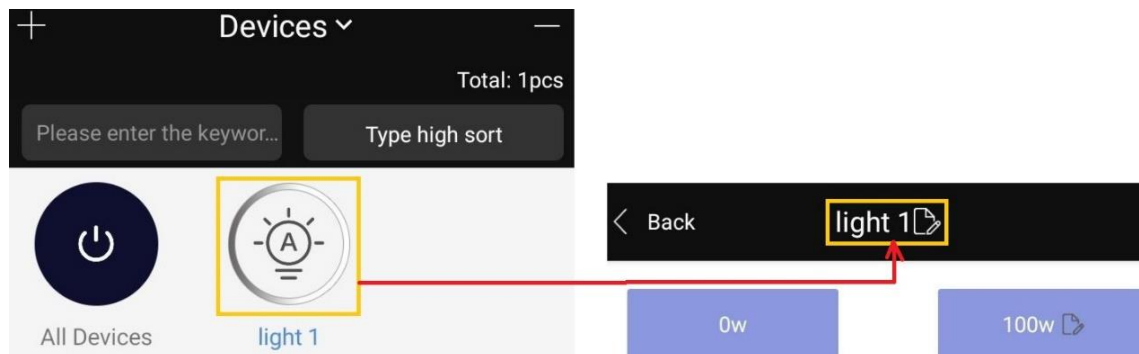 Devices
Total: 1pcs
Please enter the keywor...
Type high sort
A
All Devices
light 1
Back
light 1
0w
100w